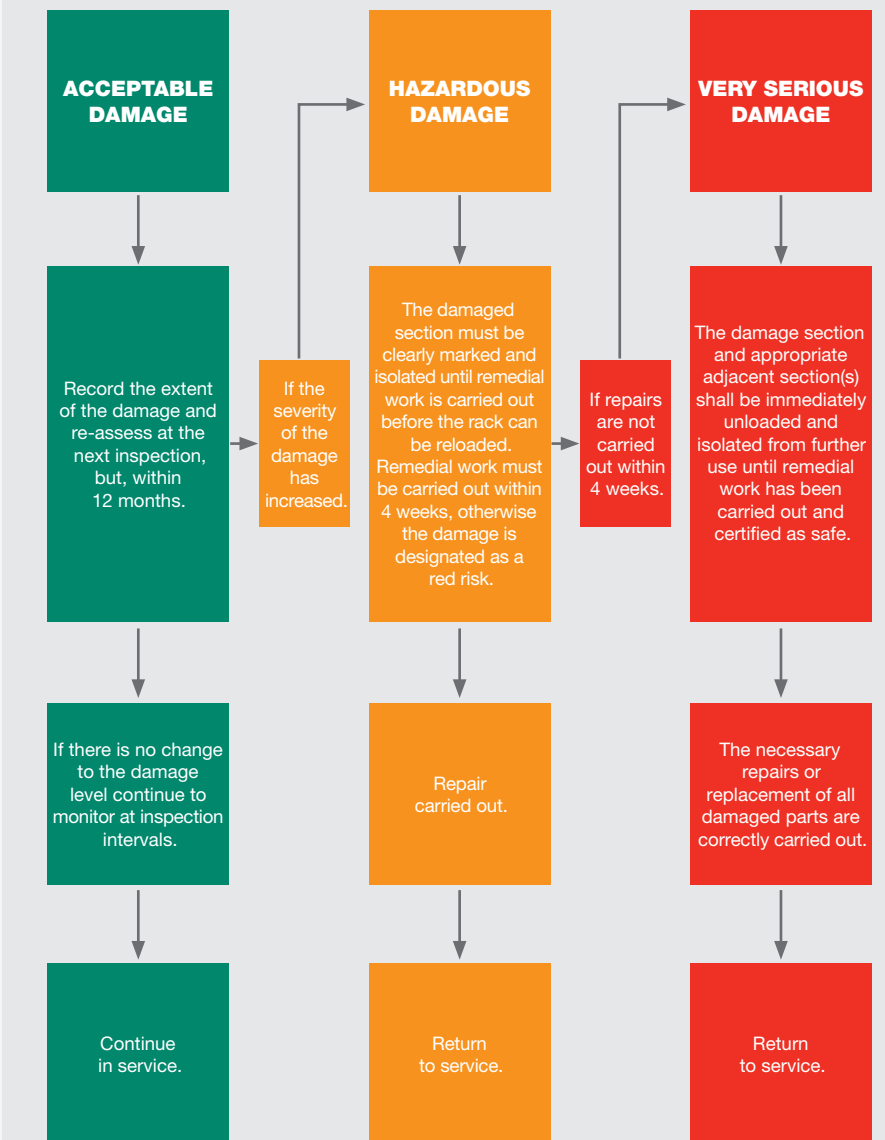 ACCEPTABLE
DAMAGE
HAZARDOUS
DAMAGE
VERY SERIOUS
DAMAGE
Record the extent
of the damage and
re-assess at the
next inspection,
but, within
12 months.
If the
severity
of the
damage
has
increased.
The damaged
section must be
clearly marked and
isolated until remedial
work is carried out
before the rack can
be reloaded.
Remedial work must
be carried out within
4 weeks, otherwise
the damage is
designated as a
red risk.
If repairs
are not
carried
out within
4 weeks.
The damage section
and appropriate
adjacent section(s)
shall be immediately
unloaded and
isolated from further
use until remedial
work has been
carried out and
certified as safe.
If there is no change
to the damage
level continue to
monitor at inspection
intervals.
Repair
carried out.
The necessary
repairs or
replacement of all
damaged parts are
correctly carried out.
Continue
in service.
Return
to service.
Return
to service.